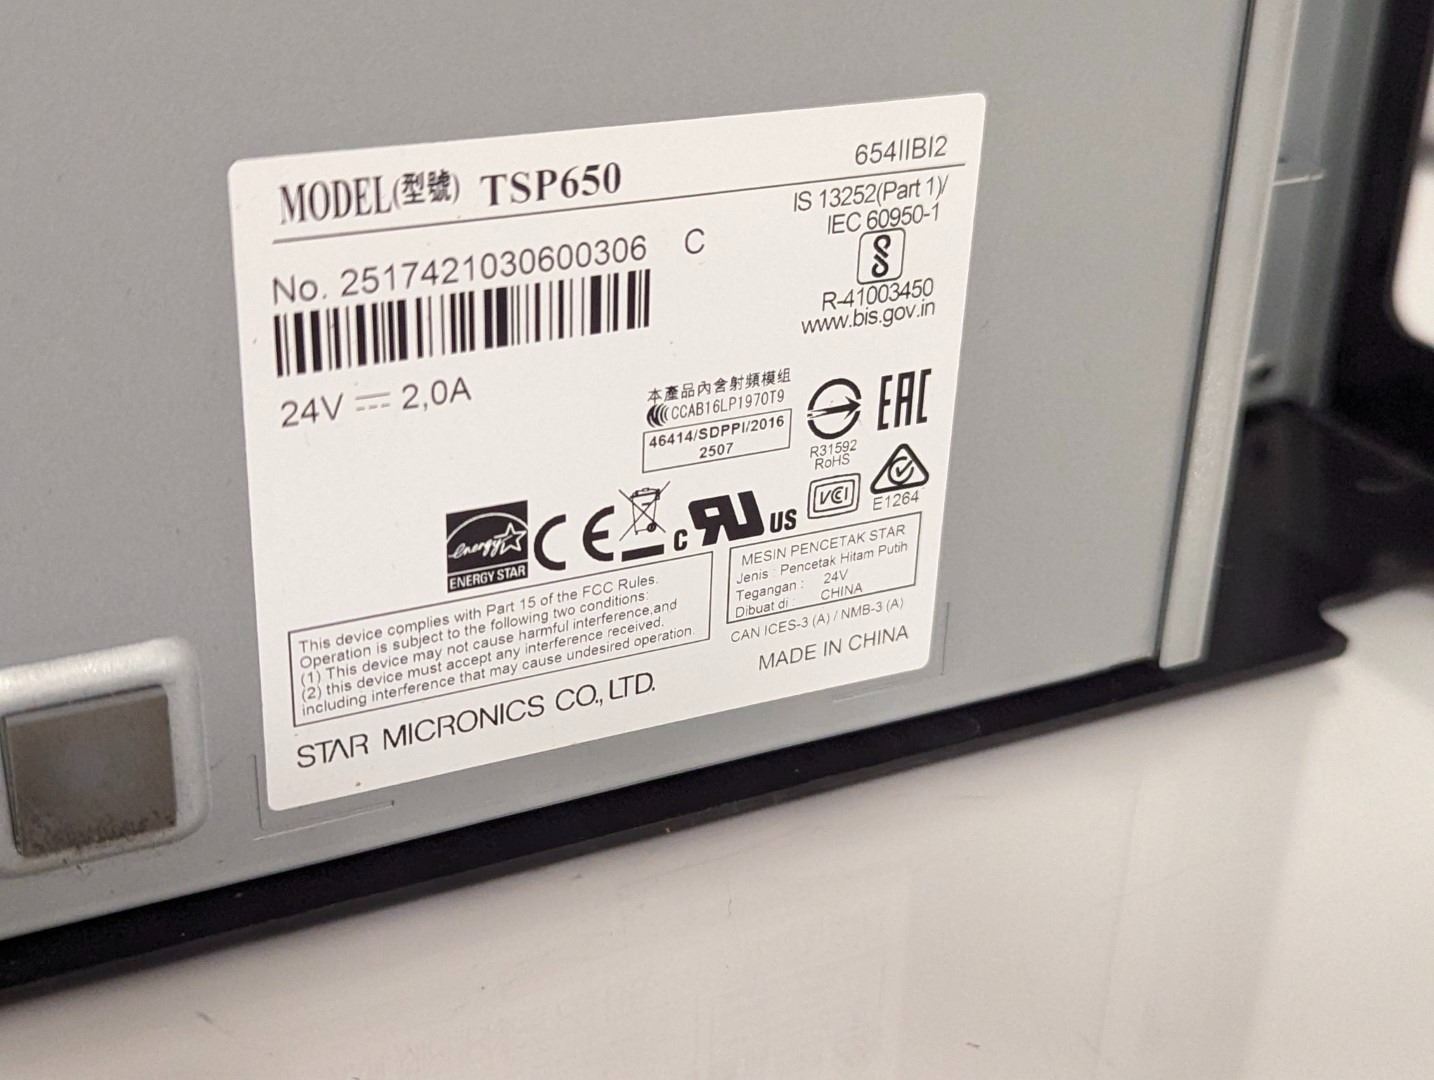 MODEL(型號) TSP650
654IIBI2
No. 2517421030600306 C
24V 2,0A
IS 13252(Part 1)/
IEC 60950-1
R-41003450
www.bis.gov.in
本產品內含射頻模組
CCAB16LP1970T9
46414/SDPPI/2016
2507
EAC
R31592
RoHS
VCCI
E1264
energy
ENERGY STAR
CE
c RU US
MESIN PENCETAK STAR
Jenis : Pencetak Hitam Putih
Tegangan : 24V
Dibuat di : CHINA
This device complies with Part 15 of the FCC Rules.
Operation is subject to the following two conditions:
(1) This device may not cause harmful interference,and
(2) this device must accept any interference received,
including interference that may cause undesired operation.
CAN ICES-3 (A) / NMB-3 (A)
STAR MICRONICS CO., LTD.
MADE IN CHINA